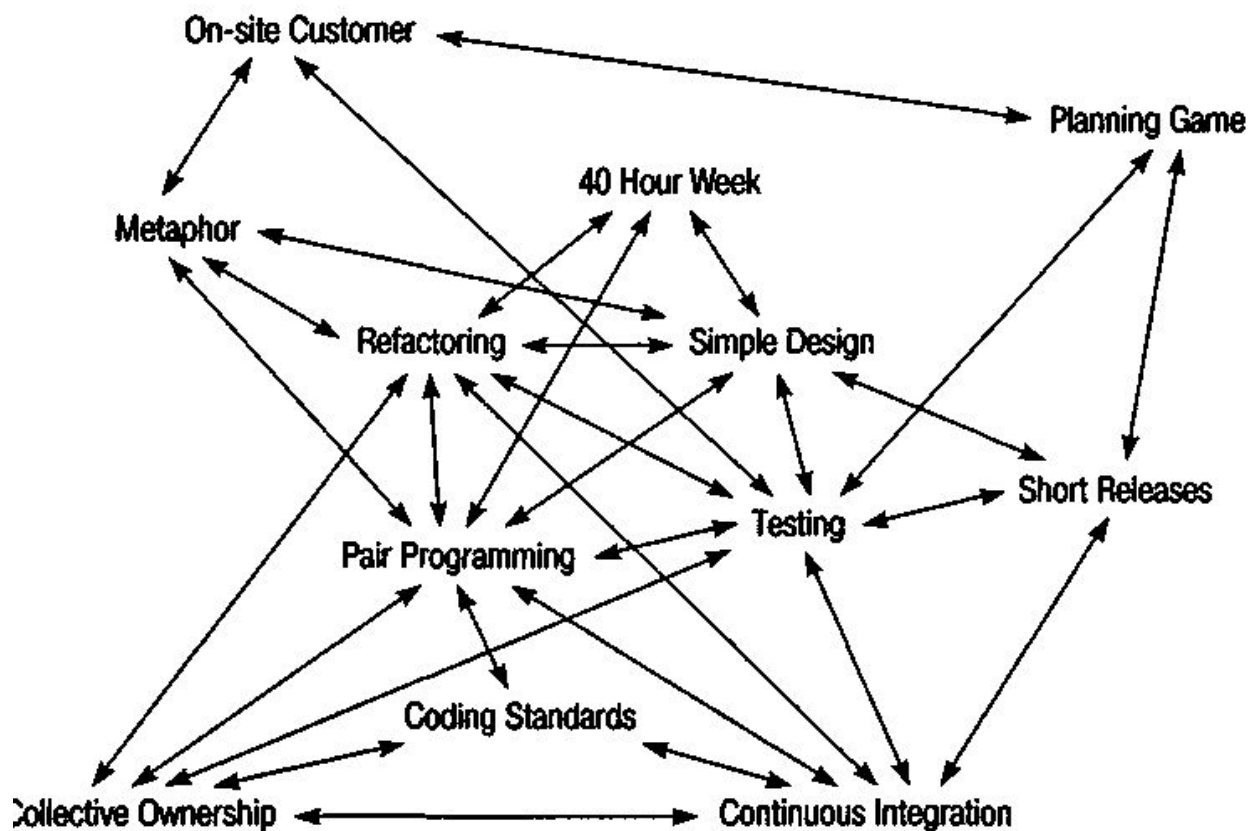 On-site Customer
Planning Game
40 Hour Week
Metaphor
Refactoring
Simple Design
Short Releases
Testing
Pair Programming
Coding Standards
Collective Ownership
Continuous Integration